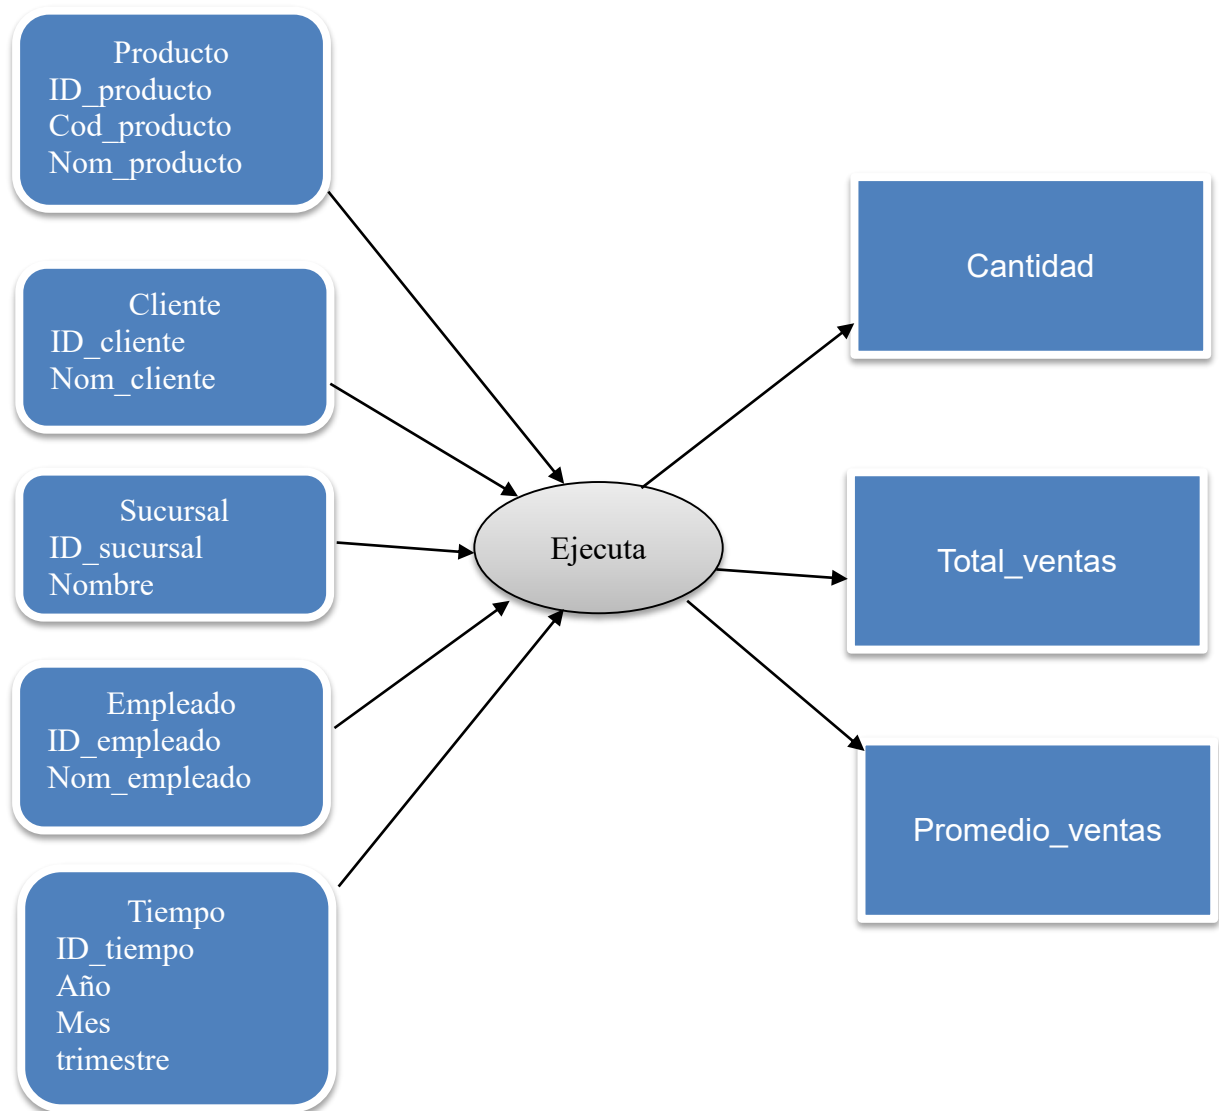 Producto
ID_producto
Cod_producto
Nom_producto
Cliente
ID_cliente
Nom_cliente
Sucursal
ID_sucursal
Nombre
Empleado
ID_empleado
Nom_empleado
Tiempo
ID_tiempo
Año
Mes
trimestre
Ejecuta
Cantidad
Total_ventas
Promedio_ventas